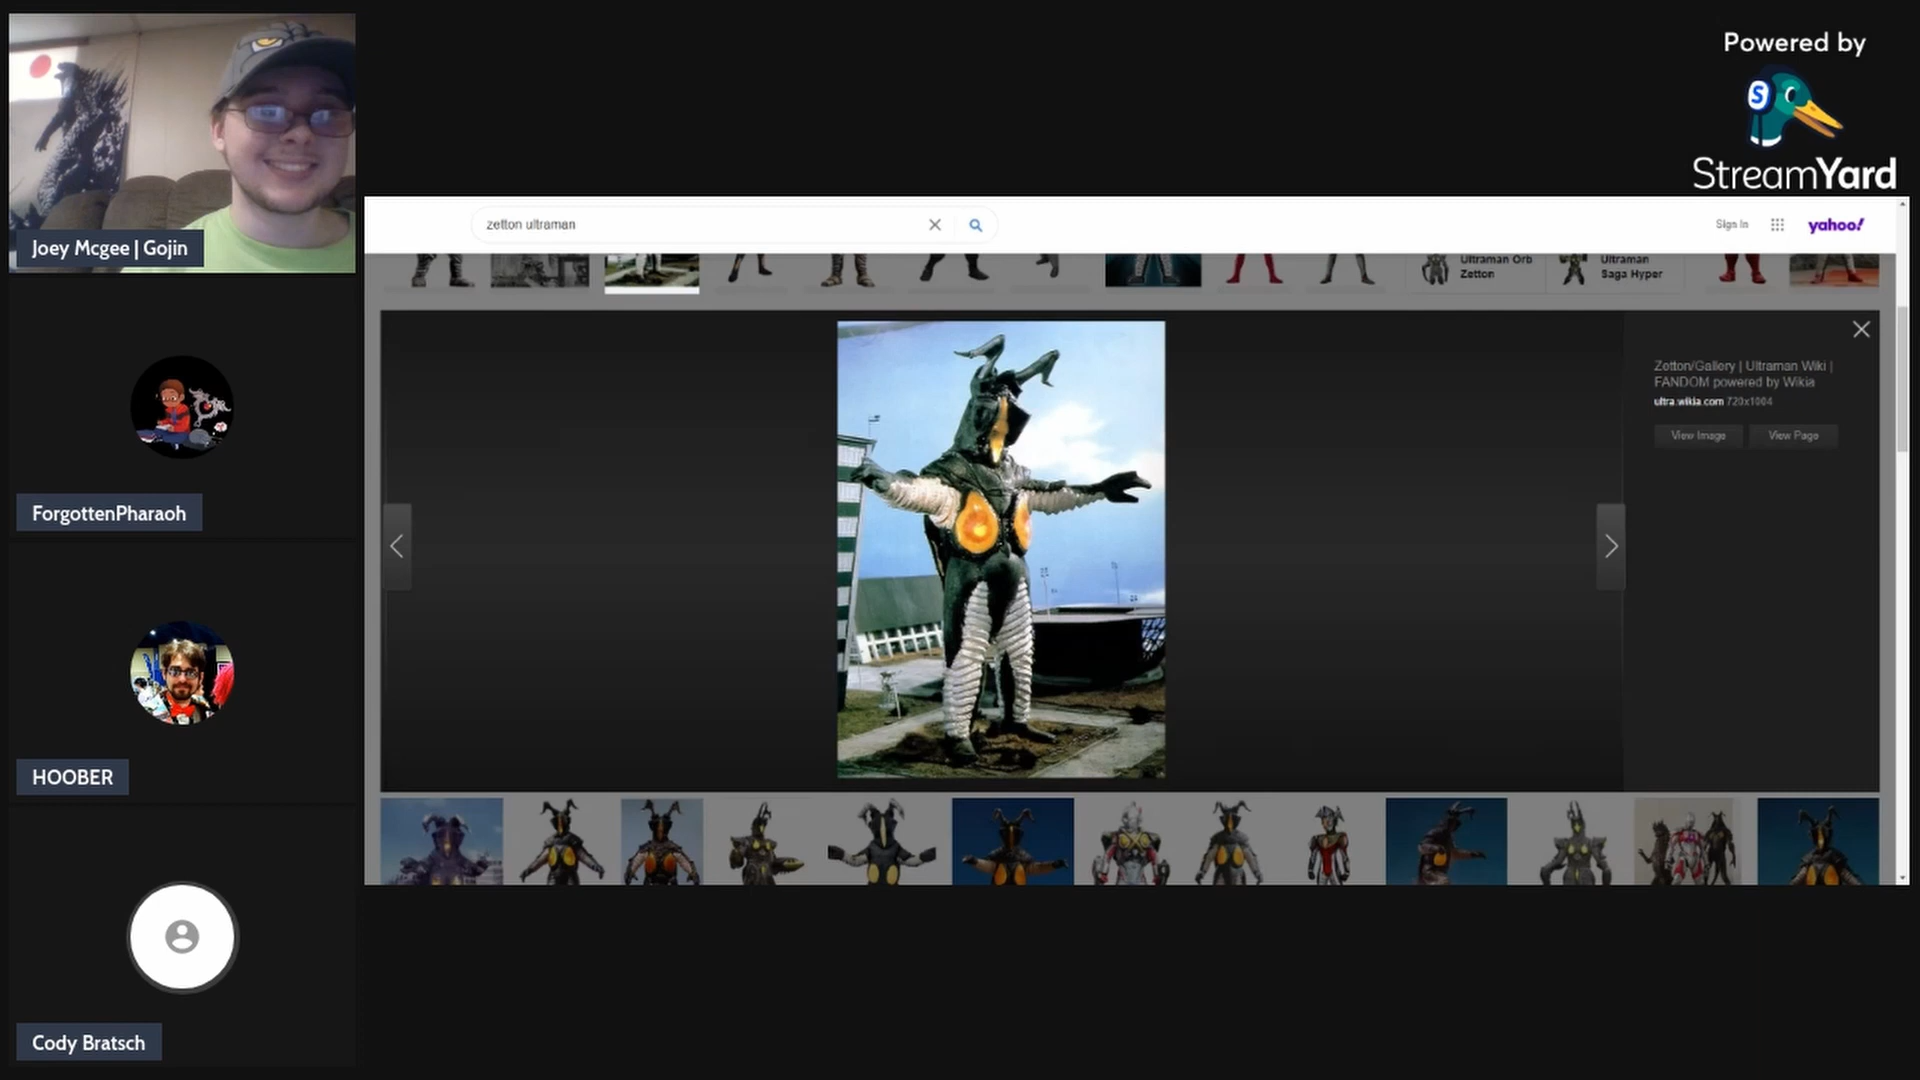 Powered by
StreamYard
zetton ultraman
Sign In
yahoo!
Ultraman Orb
Zetton
Ultraman
Saga Hyper
Zetton/Gallery | Ultraman Wiki |
FANDOM powered by Wikia
ultra.wikia.com 720x1004
View Image
View Page
Joey Mcgee | Gojin
ForgottenPharaoh
HOOBER
Cody Bratsch